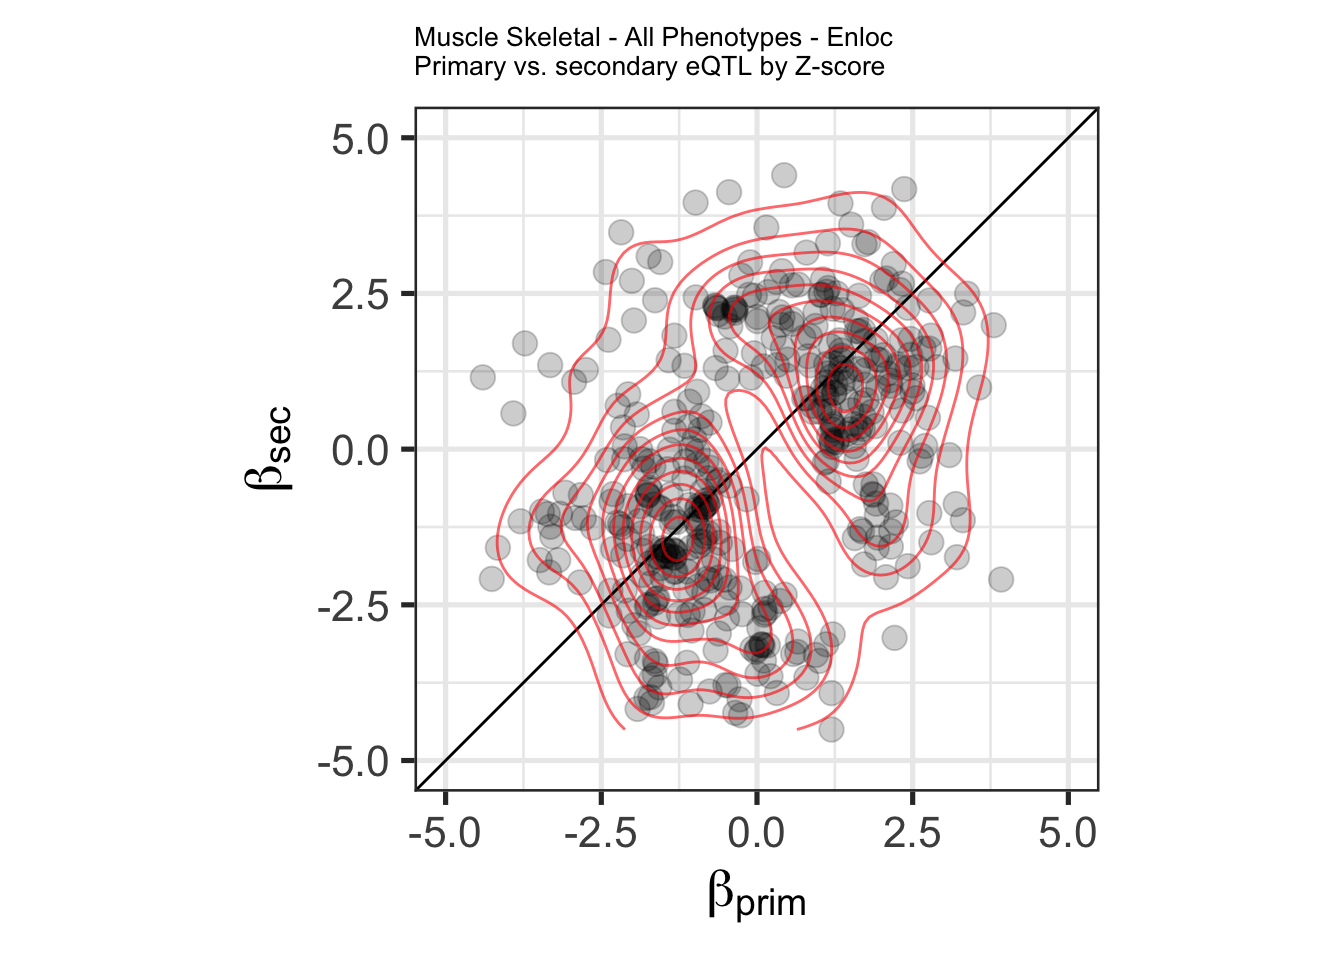 Muscle Skeletal - All Phenotypes - Enloc
Primary vs. secondary eQTL by Z-score
5.0
2.5
0.0
-2.5
-5.0
βsec
-5.0 -2.5 0.0 2.5 5.0
βprim